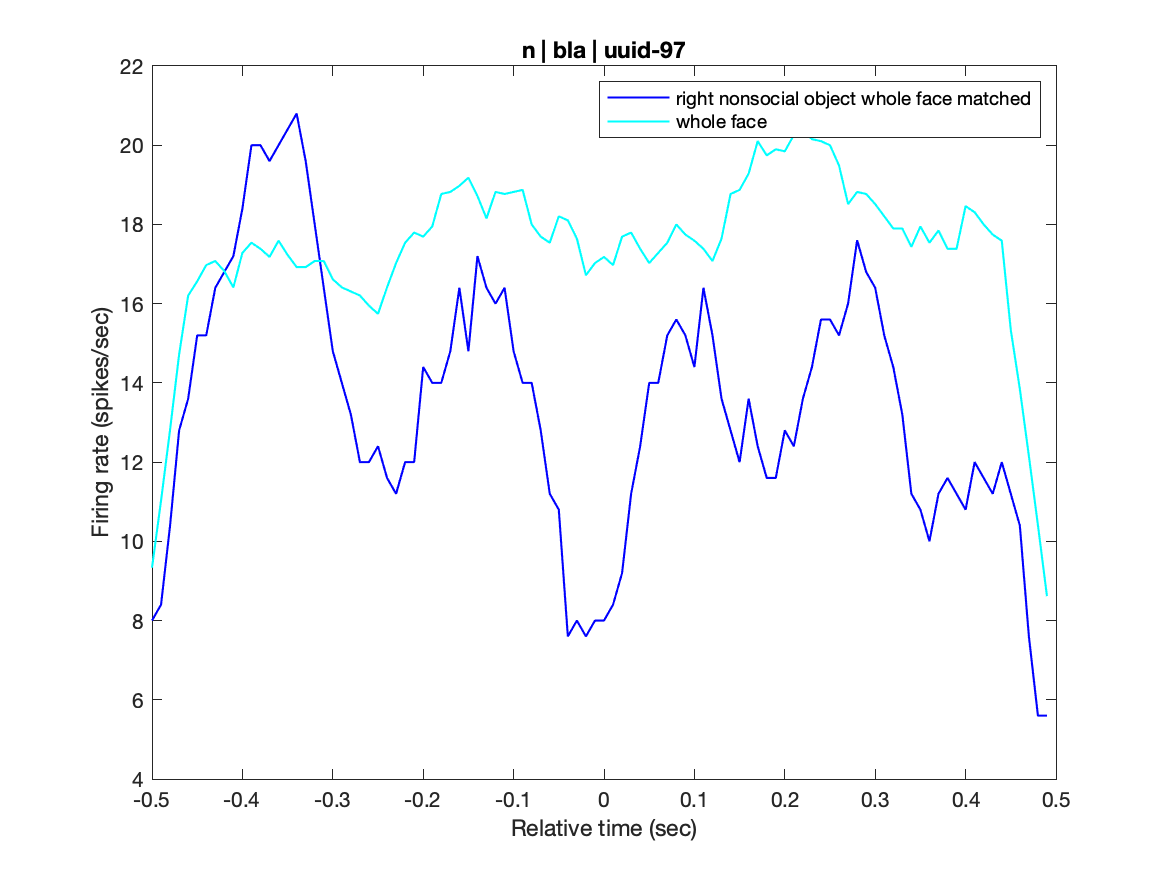 n | bla | uuid-97
right nonsocial object whole face matched
whole face
Firing rate (spikes/sec)
22
20
18
16
14
12
10
8
6
4
-0.5 -0.4 -0.3 -0.2 -0.1 0 0.1 0.2 0.3 0.4 0.5
Relative time (sec)